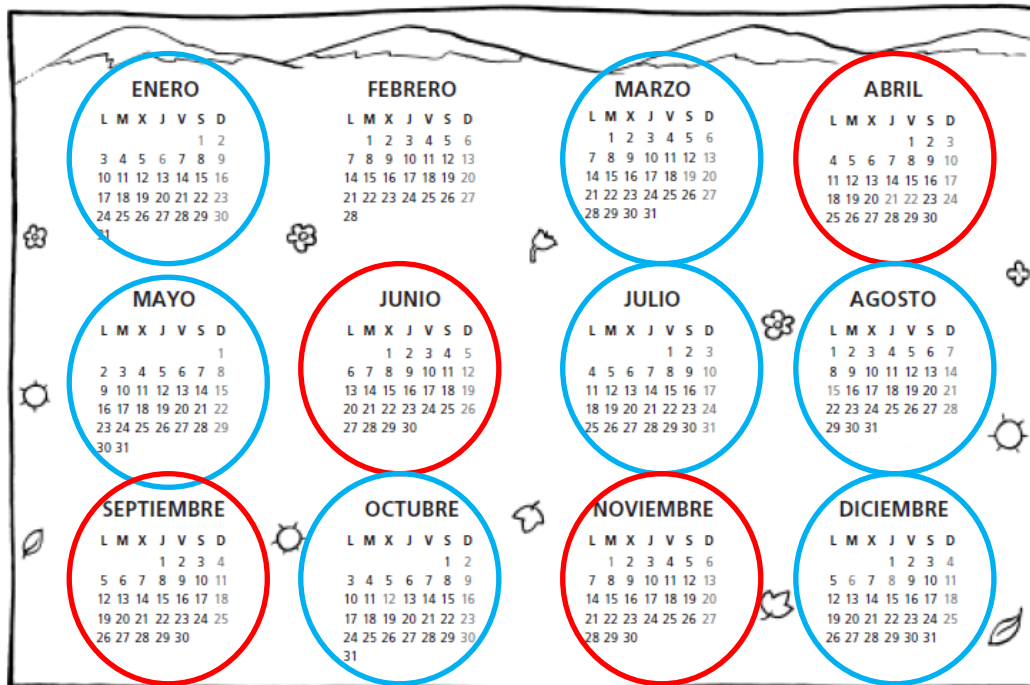 ENERO
L M X J V S D
1 2
3 4 5 6 7 8 9
10 11 12 13 14 15 16
17 18 19 20 21 22 23
24 25 26 27 28 29 30
31
FEBRERO
L M X J V S D
1 2 3 4 5 6
7 8 9 10 11 12 13
14 15 16 17 18 19 20
21 22 23 24 25 26 27
28
MARZO
L M X J V S D
1 2 3 4 5 6
7 8 9 10 11 12 13
14 15 16 17 18 19 20
21 22 23 24 25 26 27
28 29 30 31
ABRIL
L M X J V S D
1 2 3
4 5 6 7 8 9 10
11 12 13 14 15 16 17
18 19 20 21 22 23 24
25 26 27 28 29 30
MAYO
L M X J V S D
1
2 3 4 5 6 7 8
9 10 11 12 13 14 15
16 17 18 19 20 21 22
23 24 25 26 27 28 29
30 31
JUNIO
L M X J V S D
1 2 3 4 5
6 7 8 9 10 11 12
13 14 15 16 17 18 19
20 21 22 23 24 25 26
27 28 29 30
JULIO
L M X J V S D
1 2 3
4 5 6 7 8 9 10
11 12 13 14 15 16 17
18 19 20 21 22 23 24
25 26 27 28 29 30 31
AGOSTO
L M X J V S D
1 2 3 4 5 6 7
8 9 10 11 12 13 14
15 16 17 18 19 20 21
22 23 24 25 26 27 28
29 30 31
SEPTIEMBRE
L M X J V S D
1 2 3 4
5 6 7 8 9 10 11
12 13 14 15 16 17 18
19 20 21 22 23 24 25
26 27 28 29 30
OCTUBRE
L M X J V S D
1 2
3 4 5 6 7 8 9
10 11 12 13 14 15 16
17 18 19 20 21 22 23
24 25 26 27 28 29 30
31
NOVIEMBRE
L M X J V S D
1 2 3 4 5 6
7 8 9 10 11 12 13
14 15 16 17 18 19 20
21 22 23 24 25 26 27
28 29 30
DICIEMBRE
L M X J V S D
1 2 3 4
5 6 7 8 9 10 11
12 13 14 15 16 17 18
19 20 21 22 23 24 25
26 27 28 29 30 31